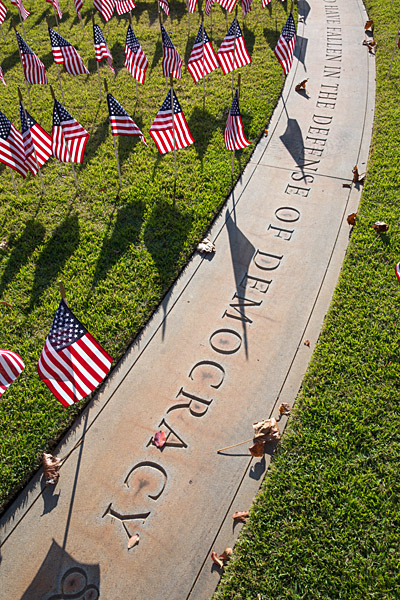 HAVE FALLEN IN THE DEFENSE OF DEMOCRACY &